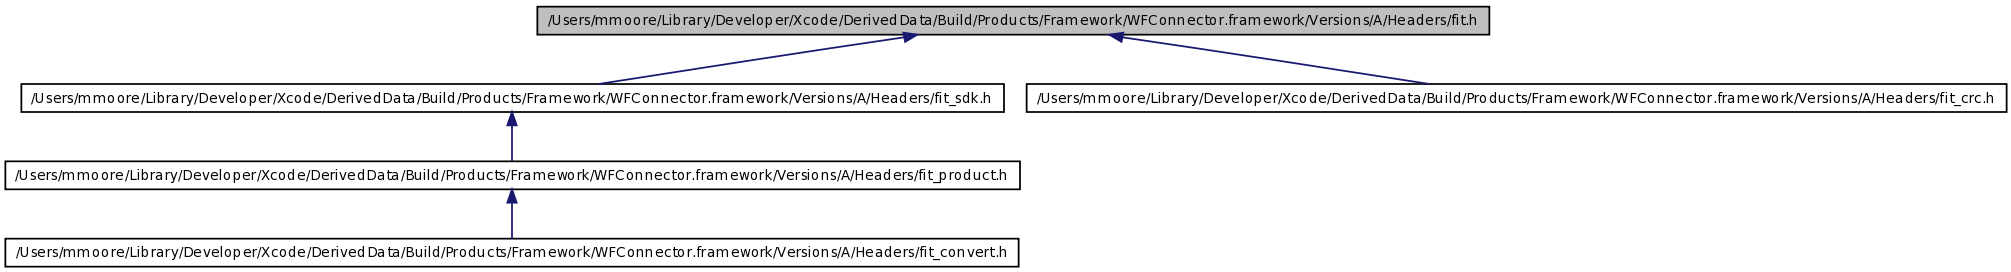 /Users/mmoore/Library/Developer/Xcode/DerivedData/Build/Products/Framework/WFConnector.framework/Versions/A/Headers/fit.h
/Users/mmoore/Library/Developer/Xcode/DerivedData/Build/Products/Framework/WFConnector.framework/Versions/A/Headers/fit_sdk.h
/Users/mmoore/Library/Developer/Xcode/DerivedData/Build/Products/Framework/WFConnector.framework/Versions/A/Headers/fit_crc.h
/Users/mmoore/Library/Developer/Xcode/DerivedData/Build/Products/Framework/WFConnector.framework/Versions/A/Headers/fit_product.h
/Users/mmoore/Library/Developer/Xcode/DerivedData/Build/Products/Framework/WFConnector.framework/Versions/A/Headers/fit_convert.h